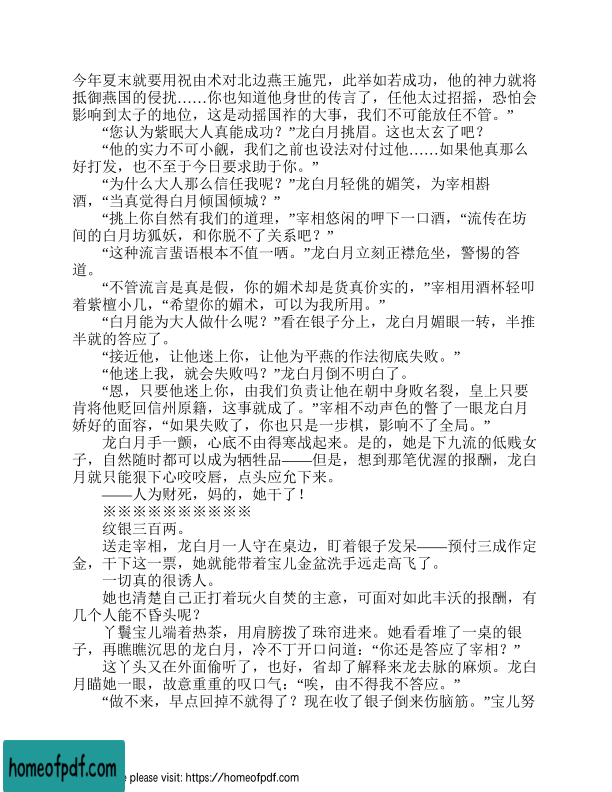 今年夏末就要用祝由术对北边燕王施咒，此举如若成功，他的神力就将
抵御燕国的侵扰……你也知道他身世的传言了，任他太过招摇，恐怕会
影响到太子的地位，这是动摇国祚的大事，我们不可能放任不管。”
“您认为紫眠大人真能成功？”龙白月挑眉。这也太玄了吧？
“他的实力不可小觑，我们之前也设法对付过他……如果他真那么
好打发，也不至于今日要求助于你。”
“为什么大人那么信任我呢？”龙白月轻佻的媚笑，为宰相斟
酒，“当真觉得白月倾国倾城？”
“挑上你自然有我们的道理，”宰相悠闲的呷下一口酒，“流传在坊
间的白月坊狐妖，和你脱不了关系吧？”
“这种流言蜚语根本不值一哂。”龙白月立刻正襟危坐，警惕的答
道。
“不管流言是真是假，你的媚术却是货真价实的，”宰相用酒杯轻叩
着紫檀小几，“希望你的媚术，可以为我所用。”
“白月能为大人做什么呢？”看在银子分上，龙白月媚眼一转，半推
半就的答应了。
“接近他，让他迷上你，让他为平燕的作法彻底失败。”
“他迷上我，就会失败吗？”龙白月倒不明白了。
“恩，只要他迷上你，由我们负责让他在朝中身败名裂，皇上只要
肯将他贬回信州原籍，这事就成了。”宰相不动声色的瞥了一眼龙白月
娇好的面容，“如果失败了，你也只是一步棋，影响不了全局。”
龙白月手一颤，心底不由得寒战起来。是的，她是下九流的低贱女
子，自然随时都可以成为牺牲品——但是，想到那笔优渥的报酬，龙白
月就只能狠下心咬咬唇，点头应允下来。
——人为财死，妈的，她干了！
※※※※※※※※※※
纹银三百两。
送走宰相，龙白月一人守在桌边，盯着银子发呆——预付三成作定
金，干下这一票，她就能带着宝儿金盆洗手远走高飞了。
一切真的很诱人。
她也清楚自己正打着玩火自焚的主意，可面对如此丰沃的报酬，有
几个人能不昏头呢？
丫鬟宝儿端着热茶，用肩膀拨了珠帘进来。她看看堆了一桌的银
子，再瞧瞧沉思的龙白月，冷不丁开口问道：“你还是答应了宰相？”
这丫头又在外面偷听了，也好，省却了解释来龙去脉的麻烦。龙白
月瞄她一眼，故意重重的叹口气：“唉，由不得我不答应。”
“做不来，早点回掉不就得了？现在收了银子倒来伤脑筋。”宝儿努
homeofpdf.com
e please visit: https://homeofpdf.com